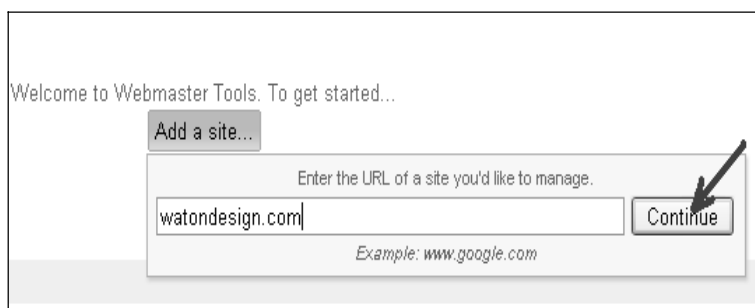 Welcome to Webmaster Tools. To get started...
Add a site...
Enter the URL of a site you'd like to manage.
watondesign.com
Continue
Example: www.google.com